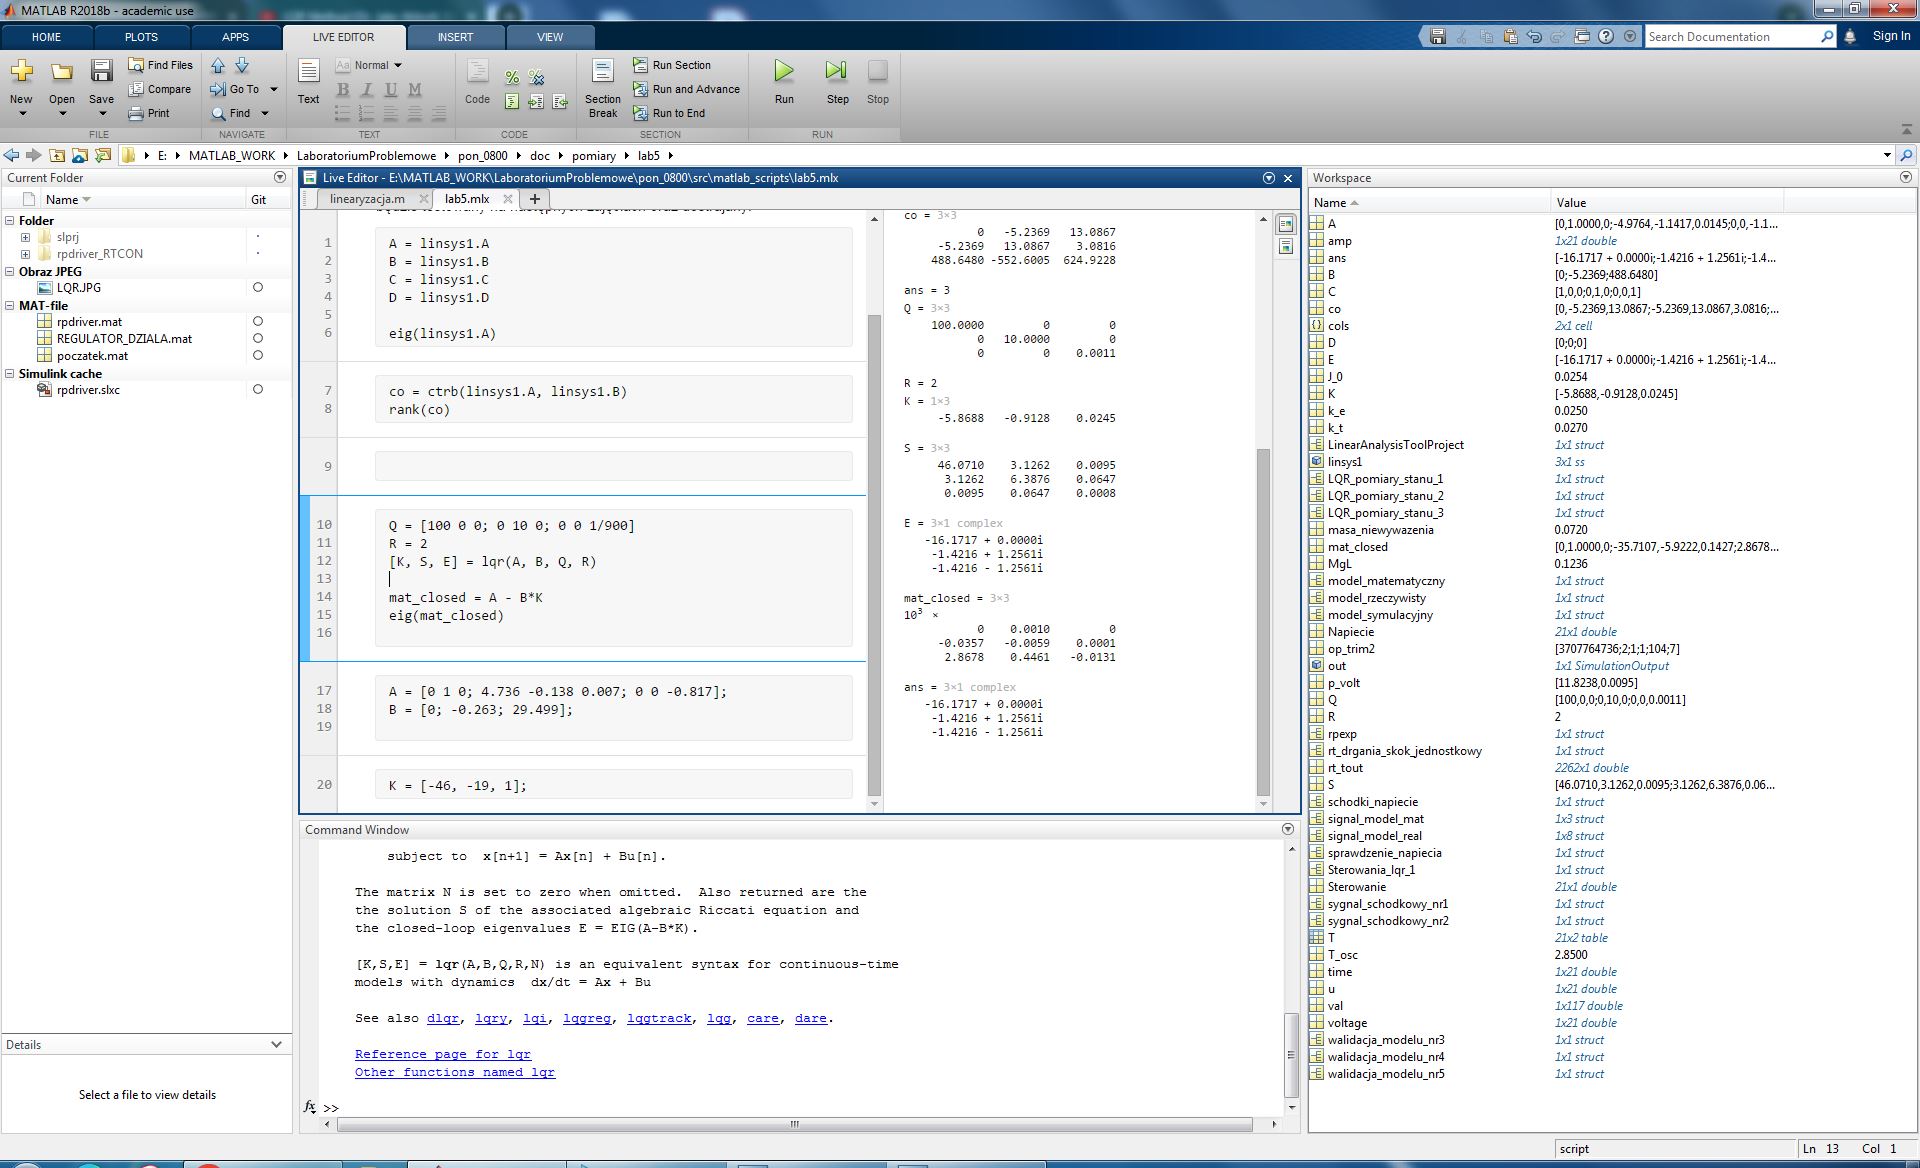 MATLAB R2018b - academic use
HOME PLOTS APPS LIVE EDITOR INSERT VIEW
Search Documentation
Sign In
New Open Save
Find Files
Compare
Print
Go To
Find
Text
Aa Normal
B I U M
Code
Section Break
Run Section
Run and Advance
Run to End
Run Step Stop
FILE NAVIGATE TEXT CODE SECTION RUN
E: MATLAB_WORK LaboratoriumProblemowe pon_0800 doc pomiary lab5
Current Folder
Name Git
Folder
slprj
rpdriver_RTCON
Obraz JPEG
LQR.JPG
MAT-file
rpdriver.mat
REGULATOR_DZIALA.mat
poczatek.mat
Simulink cache
rpdriver.slxc
Details
Select a file to view details
Live Editor - E:\MATLAB_WORK\LaboratoriumProblemowe\pon_0800\src\matlab_scripts\lab5.mlx
linearyzacja.m lab5.mlx
1 A = linsys1.A
2 B = linsys1.B
3 C = linsys1.C
4 D = linsys1.D
5
6 eig(linsys1.A)
7 co = ctrb(linsys1.A, linsys1.B)
8 rank(co)
9
10 Q = [100 0 0; 0 10 0; 0 0 1/900]
11 R = 2
12 [K, S, E] = lqr(A, B, Q, R)
13
14 mat_closed = A - B*K
15 eig(mat_closed)
16
17 A = [0 1 0; 4.736 -0.138 0.007; 0 0 -0.817];
18 B = [0; -0.263; 29.499];
19
20 K = [-46, -19, 1];
co = 3×3
0 -5.2369 13.0867
-5.2369 13.0867 3.0816
488.6480 -552.6005 624.9228
ans = 3
Q = 3×3
100.0000 0 0
0 10.0000 0
0 0 0.0011
R = 2
K = 1×3
-5.8688 -0.9128 0.0245
S = 3×3
46.0710 3.1262 0.0095
3.1262 6.3876 0.0647
0.0095 0.0647 0.0008
E = 3×1 complex
-16.1717 + 0.0000i
-1.4216 + 1.2561i
-1.4216 - 1.2561i
mat_closed = 3×3
10³ ×
0 0.0010 0
-0.0357 -0.0059 0.0001
2.8678 0.4461 -0.0131
ans = 3×1 complex
-16.1717 + 0.0000i
-1.4216 + 1.2561i
-1.4216 - 1.2561i
Command Window
subject to x[n+1] = Ax[n] + Bu[n].
The matrix N is set to zero when omitted. Also returned are the
the solution S of the associated algebraic Riccati equation and
the closed-loop eigenvalues E = EIG(A-B*K).
[K,S,E] = lqr(A,B,Q,R,N) is an equivalent syntax for continuous-time
models with dynamics dx/dt = Ax + Bu
See also dlqr, lqry, lqi, lqgreg, lqgtrack, lqg, care, dare.
Reference page for lqr
Other functions named lqr
fx >>
Workspace
Name Value
A [0,1.0000,0;-4.9764,-1.1417,0.0145;0,0,-1.1...
amp 1x21 double
ans [-16.1717 + 0.0000i;-1.4216 + 1.2561i;-1.4...
B [0;-5.2369;488.6480]
C [1,0,0;0,1,0;0,0,1]
co [0,-5.2369,13.0867;-5.2369,13.0867,3.0816;...
cols 2x1 cell
D [0;0;0]
E [-16.1717 + 0.0000i;-1.4216 + 1.2561i;-1.4...
J_0 0.0254
K [-5.8688,-0.9128,0.0245]
k_e 0.0250
k_t 0.0270
LinearAnalysisToolProject 1x1 struct
linsys1 3x1 ss
LQR_pomiary_stanu_1 1x1 struct
LQR_pomiary_stanu_2 1x1 struct
LQR_pomiary_stanu_3 1x1 struct
masa_niewywazenia 0.0720
mat_closed [0,1.0000,0;-35.7107,-5.9222,0.1427;2.8678...
MgL 0.1236
model_matematyczny 1x1 struct
model_rzeczywisty 1x1 struct
model_symulacyjny 1x1 struct
Napiecie 21x1 double
op_trim2 [3707764736;2;1;1;104;7]
out 1x1 SimulationOutput
p_volt [11.8238,0.0095]
Q [100,0,0;0,10,0;0,0,0.0011]
R 2
rpexp 1x1 struct
rt_drgania_skok_jednostkowy 1x1 struct
rt_tout 2262x1 double
S [46.0710,3.1262,0.0095;3.1262,6.3876,0.06...
schodki_napiecie 1x1 struct
signal_model_mat 1x3 struct
signal_model_real 1x8 struct
sprawdzenie_napiecia 1x1 struct
Sterowania_lqr_1 1x1 struct
Sterowanie 21x1 double
sygnal_schodkowy_nr1 1x1 struct
sygnal_schodkowy_nr2 1x1 struct
T 21x2 table
T_osc 2.8500
time 1x21 double
u 1x21 double
val 1x117 double
voltage 1x21 double
walidacja_modelu_nr3 1x1 struct
walidacja_modelu_nr4 1x1 struct
walidacja_modelu_nr5 1x1 struct
script Ln 13 Col 1